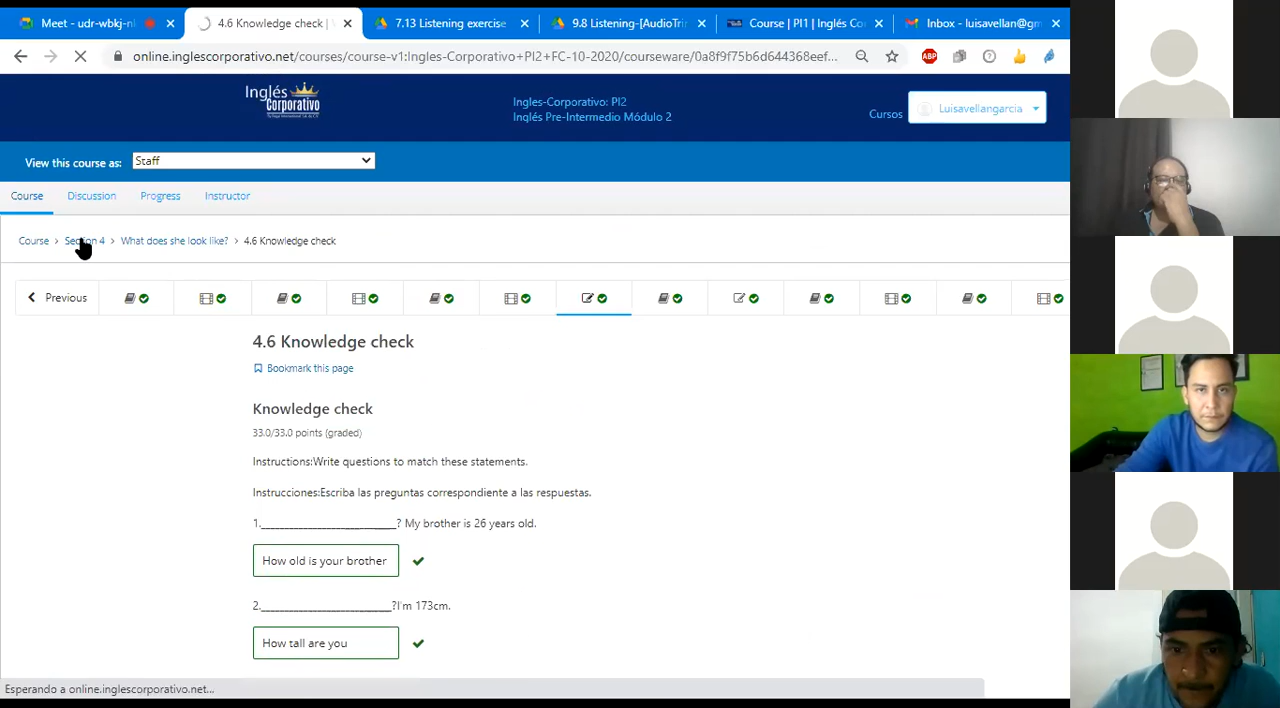 Meet - udr-wbkj-nl
4.6 Knowledge check |
7.13 Listening exercise
9.8 Listening-[AudioTri
Course | PI1 | Inglés Co
Inbox - luisavellan@gm
online.inglescorporativo.net/courses/course-v1:Ingles-Corporativo+PI2+FC-10-2020/courseware/0a8f9f75b6d644368eef...
ABP
Inglés
Corporativo
Ingles-Corporativo: PI2
Inglés Pre-Intermedio Módulo 2
Cursos
Luisavellangarcia
View this course as:
Staff
Course
Discussion
Progress
Instructor
Course > Section 4 > What does she look like? > 4.6 Knowledge check
Previous
4.6 Knowledge check
Bookmark this page
Knowledge check
33.0/33.0 points (graded)
Instructions:Write questions to match these statements.
Instrucciones:Escriba las preguntas correspondiente a las respuestas.
1.__________________________? My brother is 26 years old.
How old is your brother
2.__________________________?I'm 173cm.
How tall are you
Esperando a online.inglescorporativo.net...